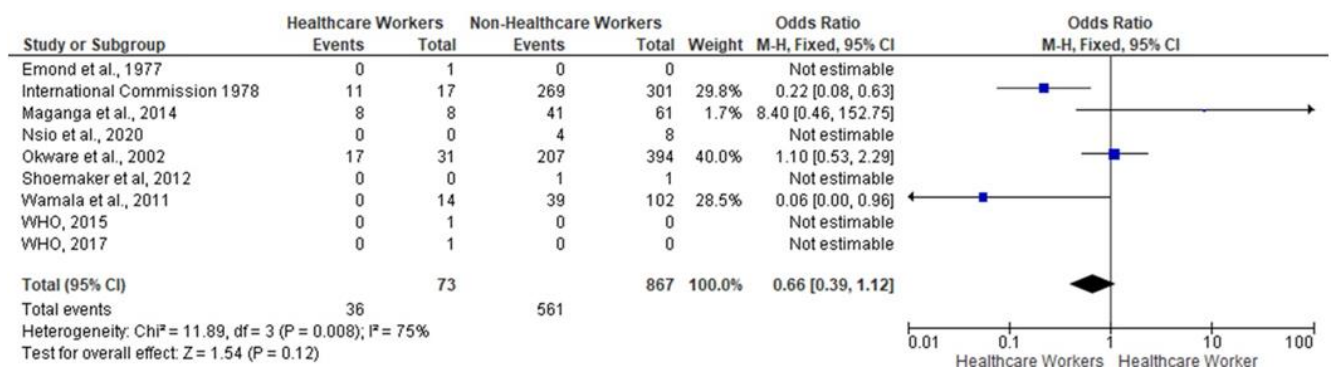 Healthcare Workers Non-Healthcare Workers Odds Ratio Odds Ratio
Study or Subgroup Events Total Events Total Weight M-H, Fixed, 95% CI M-H, Fixed, 95% CI
Emond et al., 1977 0 1 0 0 Not estimable
International Commission 1978 11 17 269 301 29.8% 0.22 [0.08, 0.63]
Maganga et al., 2014 8 8 41 61 1.7% 8.40 [0.46, 152.75]
Nsio et al., 2020 0 0 4 8 Not estimable
Okware et al., 2002 17 31 207 394 40.0% 1.10 [0.53, 2.29]
Shoemaker et al, 2012 0 0 1 1 Not estimable
Wamala et al., 2011 0 14 39 102 28.5% 0.06 [0.00, 0.96]
WHO, 2015 0 1 0 0 Not estimable
WHO, 2017 0 1 0 0 Not estimable
Total (95% CI) 73 867 100.0% 0.66 [0.39, 1.12]
Total events 36 561
Heterogeneity: Chi² = 11.89, df = 3 (P = 0.008); I² = 75%
Test for overall effect: Z = 1.54 (P = 0.12)
0.01 0.1 1 10 100
Healthcare Workers Healthcare Worker